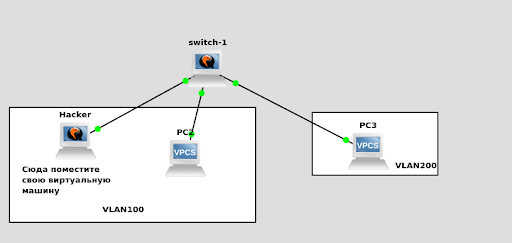 switch-1
Hacker
PC2
VPCS
Сюда поместите
свою виртуальную
машину
VLAN100
PC3
VPCS
VLAN200